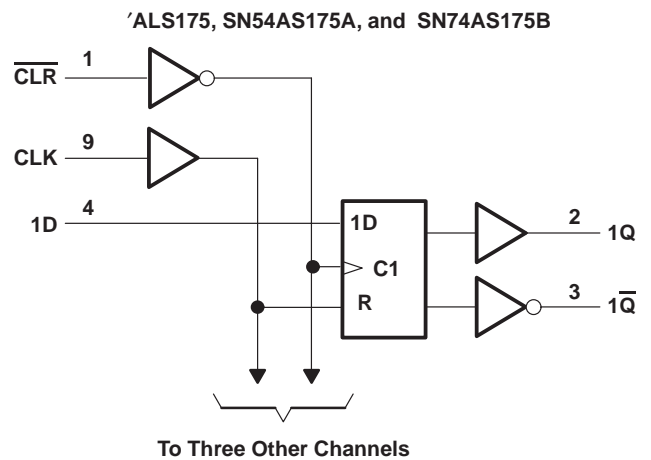 ′ALS175, SN54AS175A, and SN74AS175B
C̅L̅R̅ 1
CLK 9
1D 4
1D
C1
R
2 1Q
3 1Q̅
To Three Other Channels